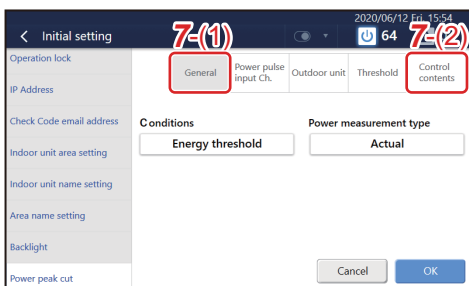 2020/06/12 Fri 15:54
< Initial setting
7-(1)
64
7-(2)
Operation lock
IP Address
Check Code email address
Indoor unit area setting
Indoor unit name setting
Area name setting
Backlight
Power peak cut
General
Power pulse
input Ch.
Outdoor unit
Threshold
Control
contents
Conditions
Energy threshold
Power measurement type
Actual
Cancel
OK